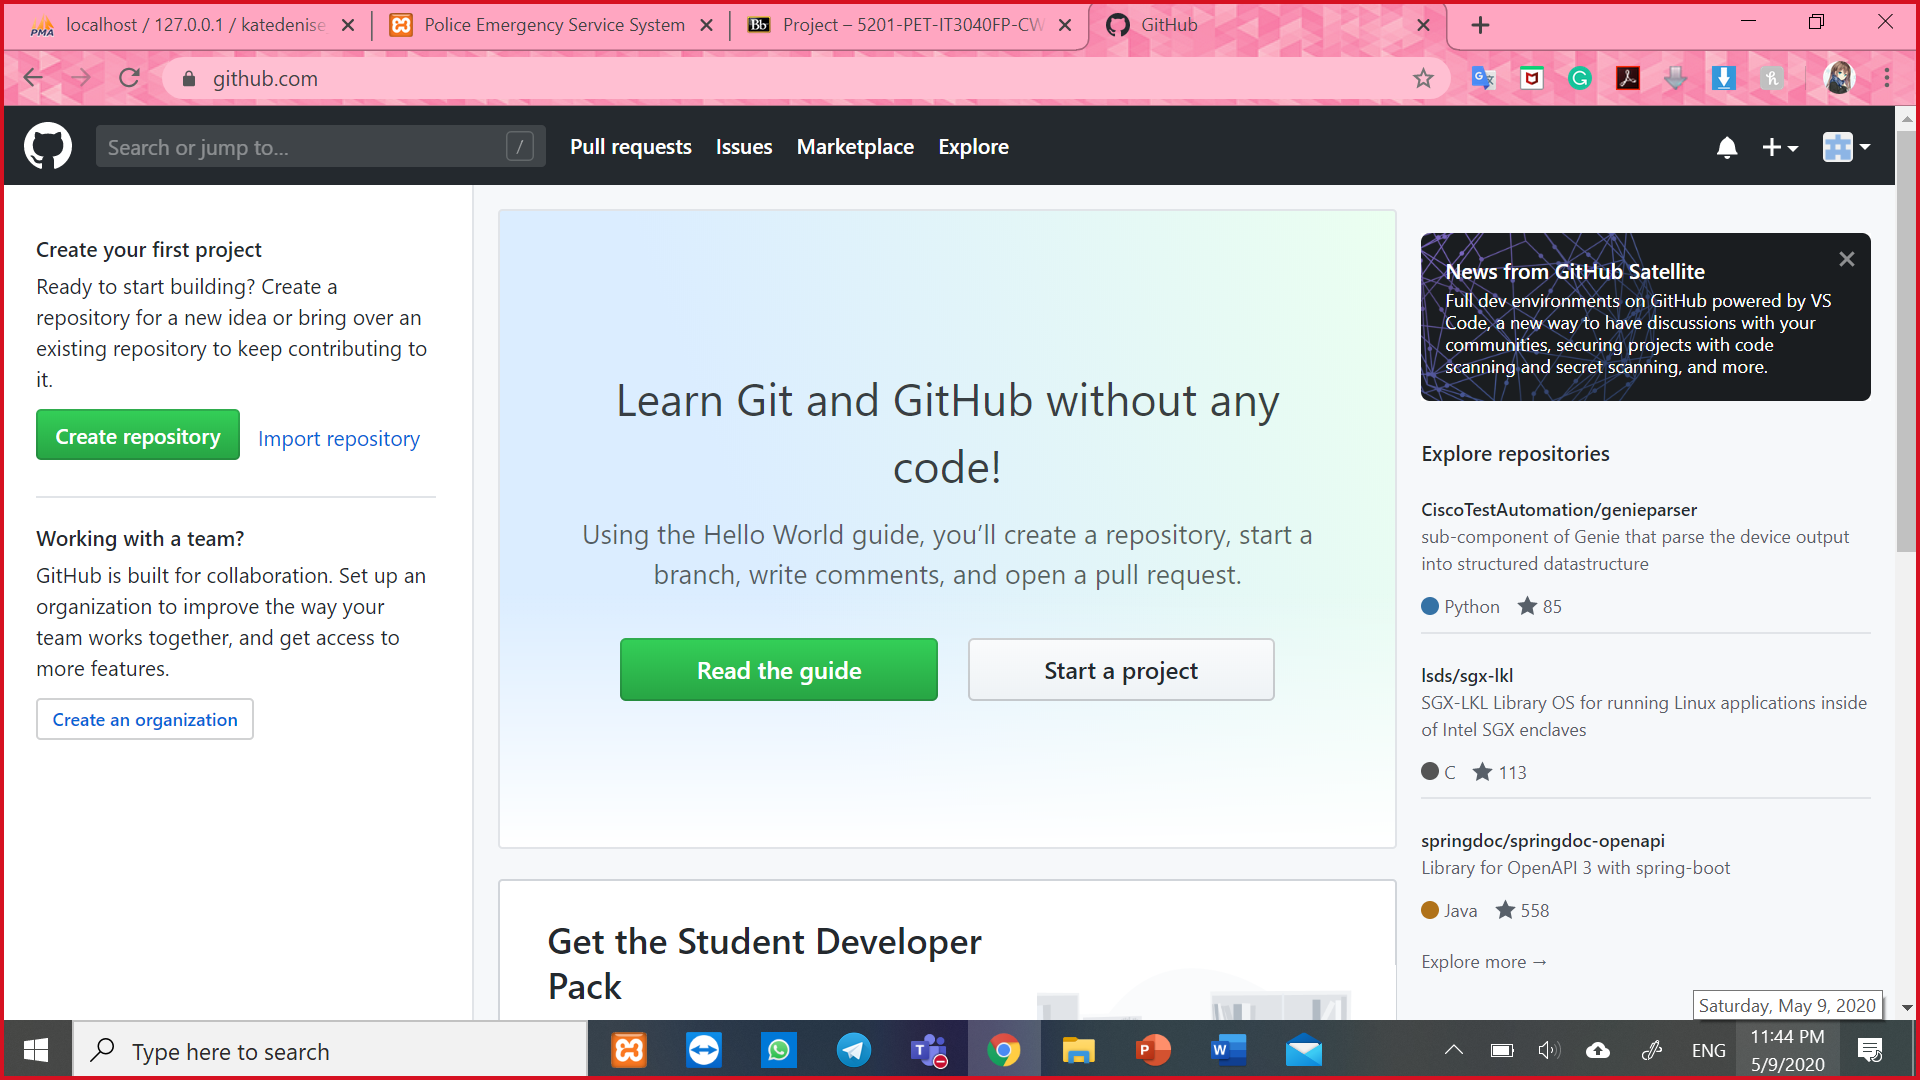 localhost / 127.0.0.1 / katedenise
Police Emergency Service System
Project – 5201-PET-IT3040FP-CW
GitHub
github.com
Search or jump to...
/
Pull requests
Issues
Marketplace
Explore
Create your first project
Ready to start building? Create a
repository for a new idea or bring over an
existing repository to keep contributing to
it.
Create repository
Import repository
Working with a team?
GitHub is built for collaboration. Set up an
organization to improve the way your
team works together, and get access to
more features.
Create an organization
Learn Git and GitHub without any
code!
Using the Hello World guide, you’ll create a repository, start a
branch, write comments, and open a pull request.
Read the guide
Start a project
Get the Student Developer
Pack
News from GitHub Satellite
Full dev environments on GitHub powered by VS
Code, a new way to have discussions with your
communities, securing projects with code
scanning and secret scanning, and more.
Explore repositories
CiscoTestAutomation/genieparser
sub-component of Genie that parse the device output
into structured datastructure
Python 85
lsds/sgx-lkl
SGX-LKL Library OS for running Linux applications inside
of Intel SGX enclaves
C 113
springdoc/springdoc-openapi
Library for OpenAPI 3 with spring-boot
Java 558
Explore more →
Saturday, May 9, 2020
Type here to search
ENG
11:44 PM
5/9/2020